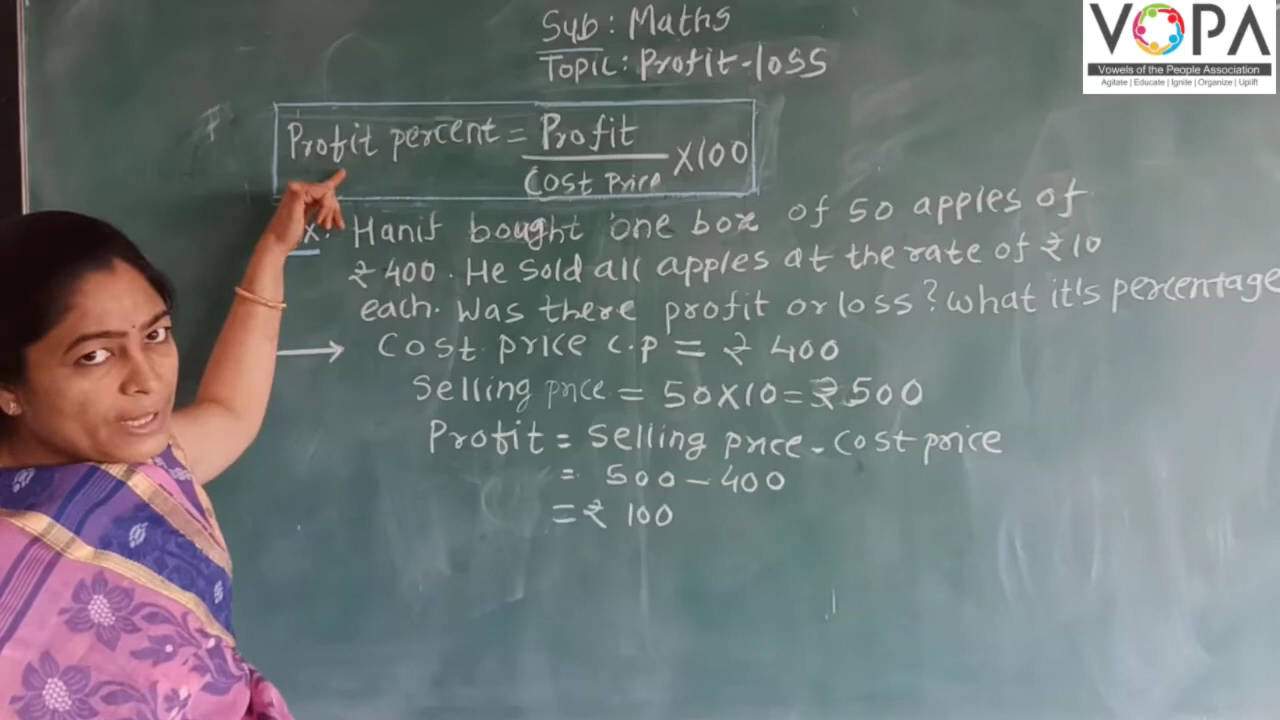 Sub: Maths
Topic: Profit-loss
VOPA
Vowels of the People Association
Agitate | Educate | Ignite | Organize | Uplift
Profit percent = Profit / Cost Price X100
Ex. Hanif bought one box of 50 apples of
₹ 400. He sold all apples at the rate of ₹10
each. Was there profit or loss? What it's percentage
→ Cost price C.P = ₹ 400
Selling price = 50X10=₹500
Profit = Selling price - Cost price
= 500 - 400
= ₹ 100